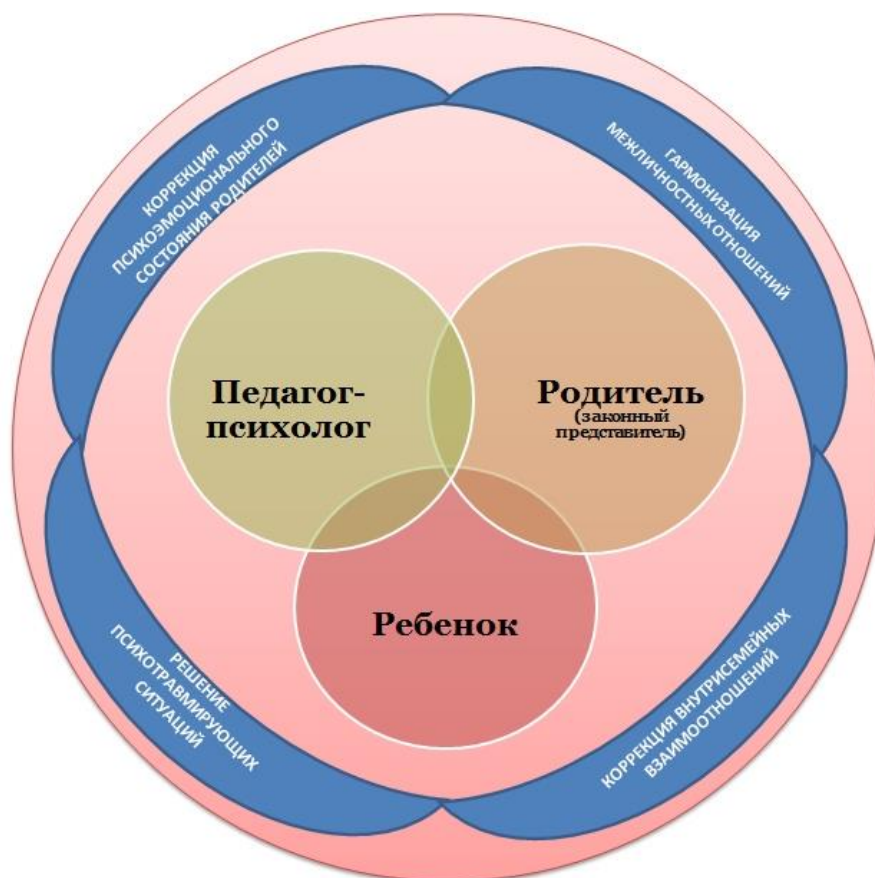 КОРРЕКЦИЯ
ПСИХОЭМОЦИОНАЛЬНОГО
СОСТОЯНИЯ РОДИТЕЛЕЙ
ГАРМОНИЗАЦИЯ
МЕЖЛИЧНОСТНЫХ ОТНОШЕНИЙ
Педагог-
психолог
Родитель
(законный
представитель)
Ребенок
РЕШЕНИЕ
ПСИХОТРАВМИРУЮЩИХ
СИТУАЦИЙ
КОРРЕКЦИЯ ВНУТРИСЕМЕЙНЫХ
ВЗАИМООТНОШЕНИЙ